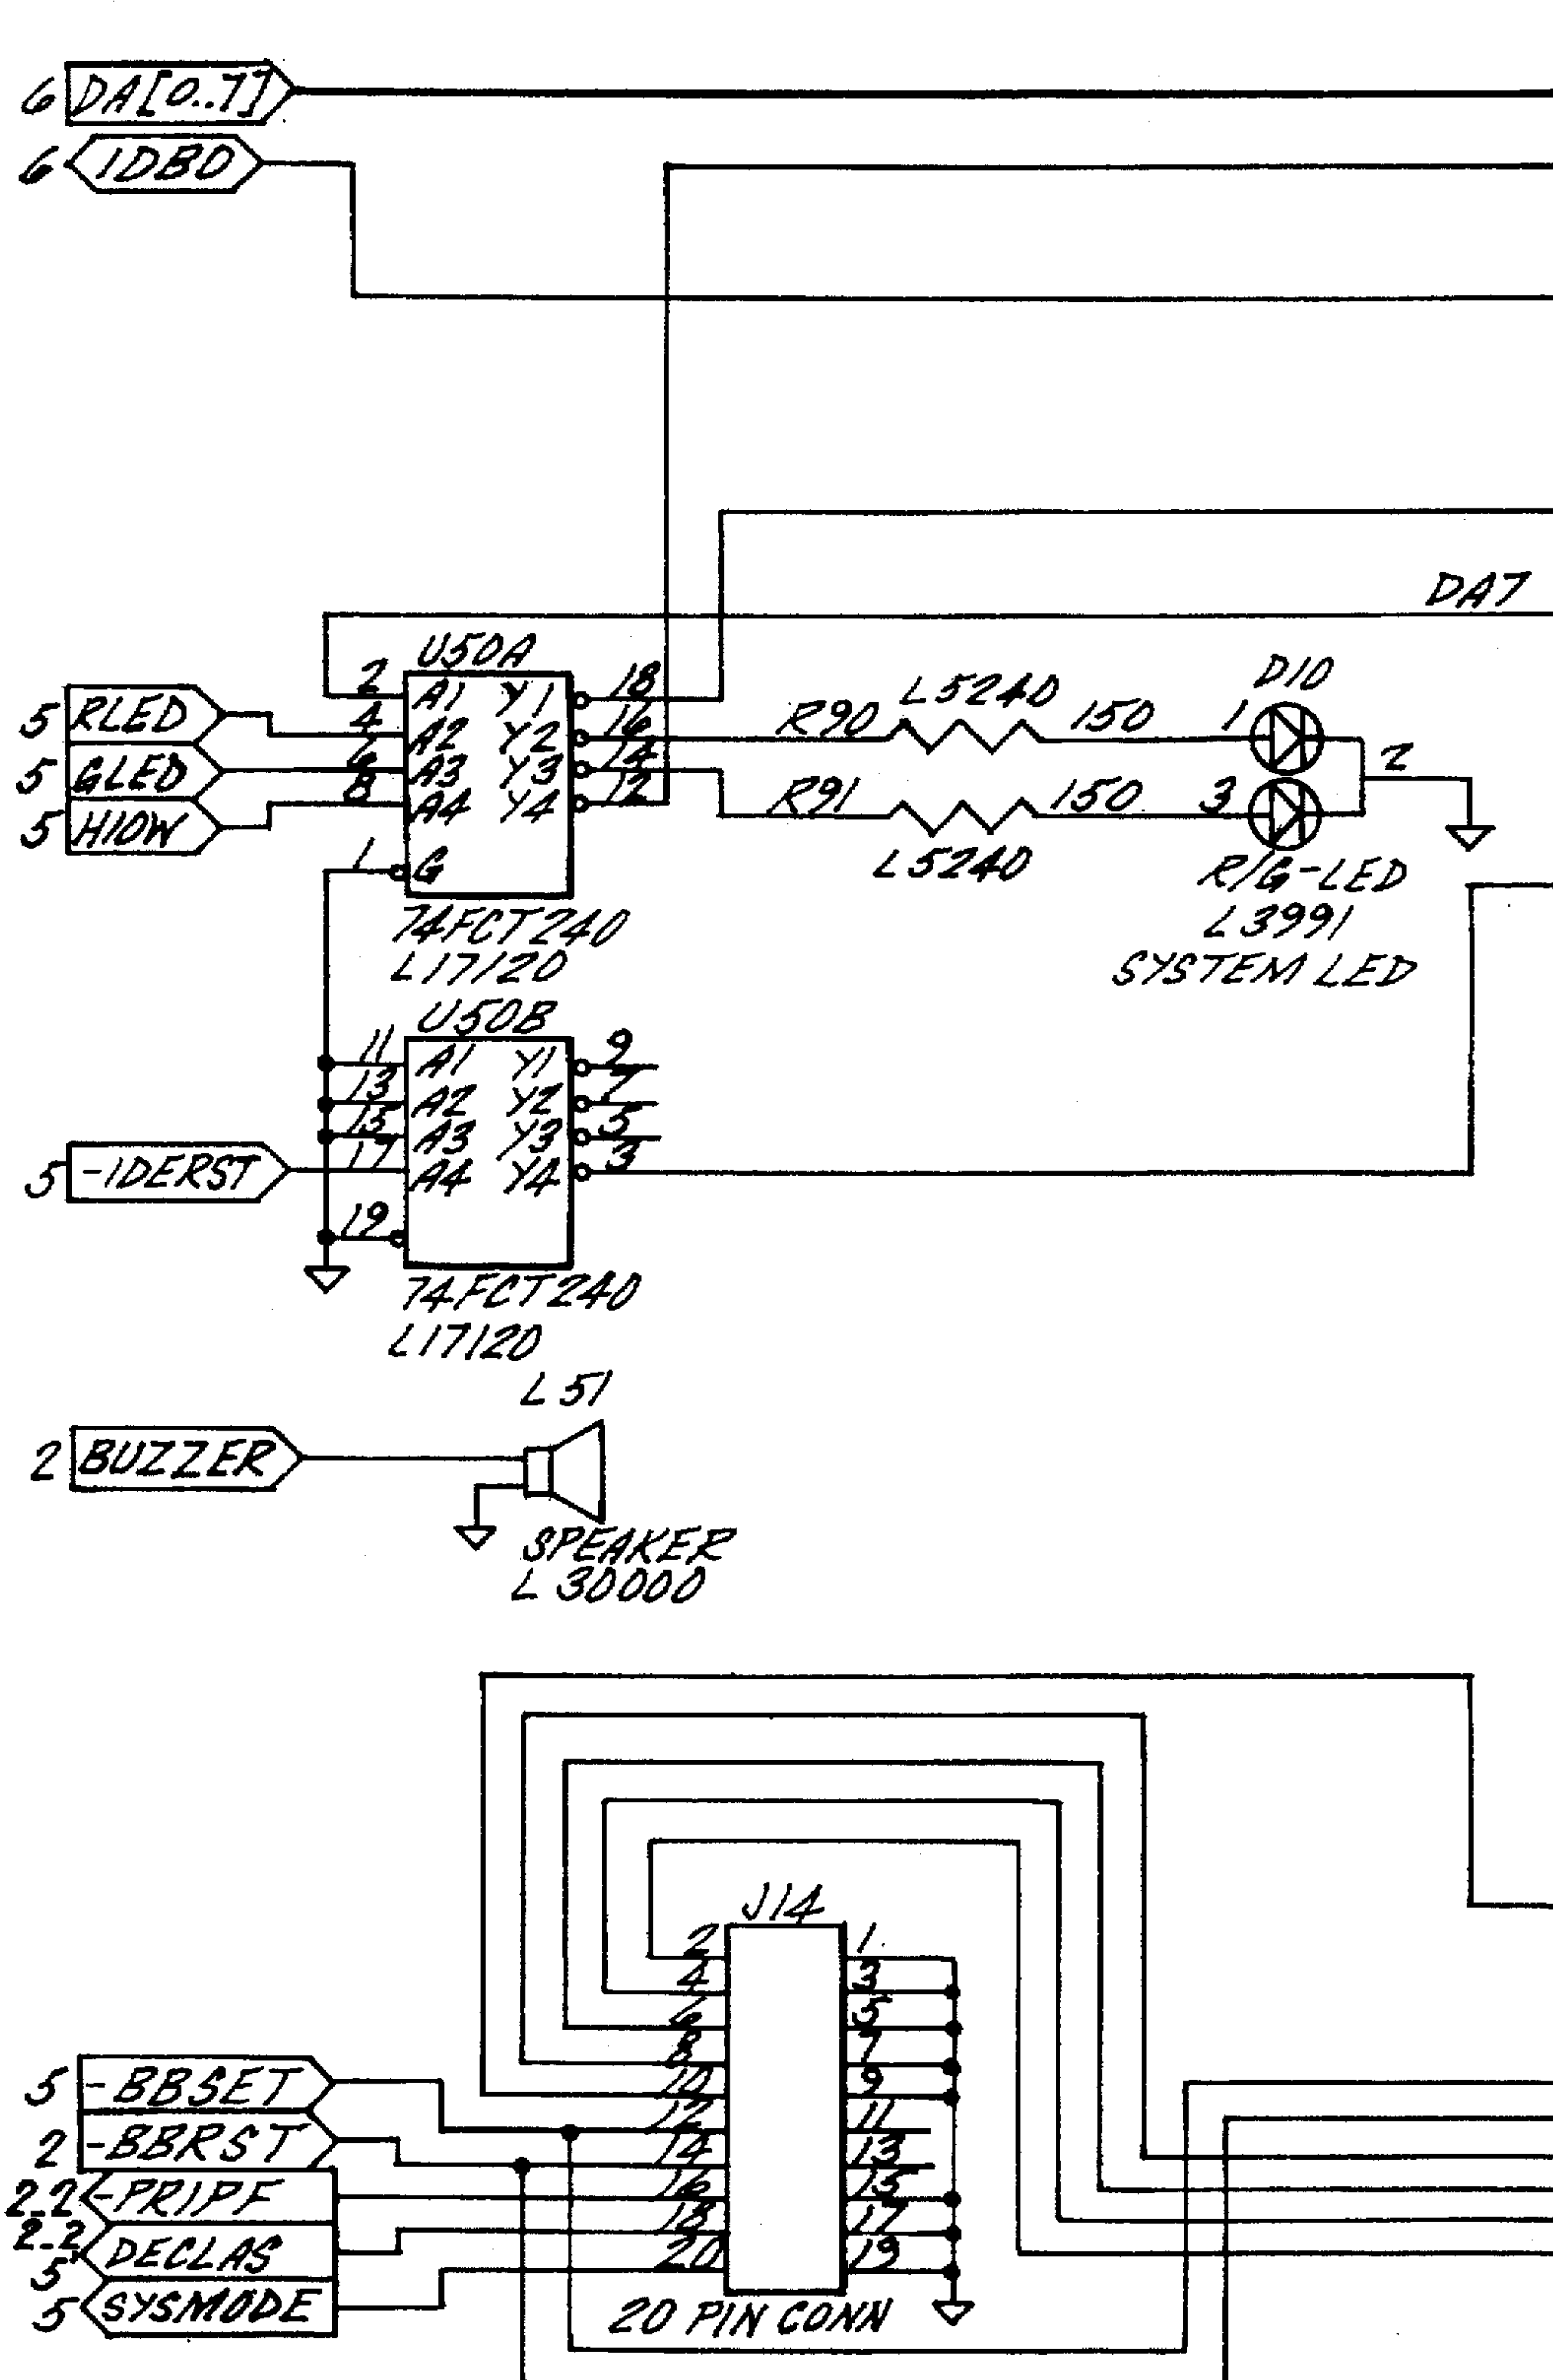 6 DA[0..7]
6 IDB0
DA7
U50A
2 A1 Y1 18
5 RLED 4 A2 Y2 16 R90 L5240 150 1 D10
5 GLED 6 A3 Y3 14 R91 L5240 150 3 2
5 HIOW 8 A4 Y4 12
1 G
R/G-LED
L3991
SYSTEM LED
74FCT240
L17120
U50B
11 A1 Y1 9
13 A2 Y2 7
15 A3 Y3 5
5 -IDERST 17 A4 Y4 3
19
74FCT240
L17120
L51
2 BUZZER
SPEAKER
L30000
J14
2 1
4 3
6 5
8 7
5 -BBSET 10 9
12 11
2 -BBRST 14 13
2.2 -PRIPF 16 15
2.2 5 DECLAS 18 17
5 SYSMODE 20 19
20 PIN CONN